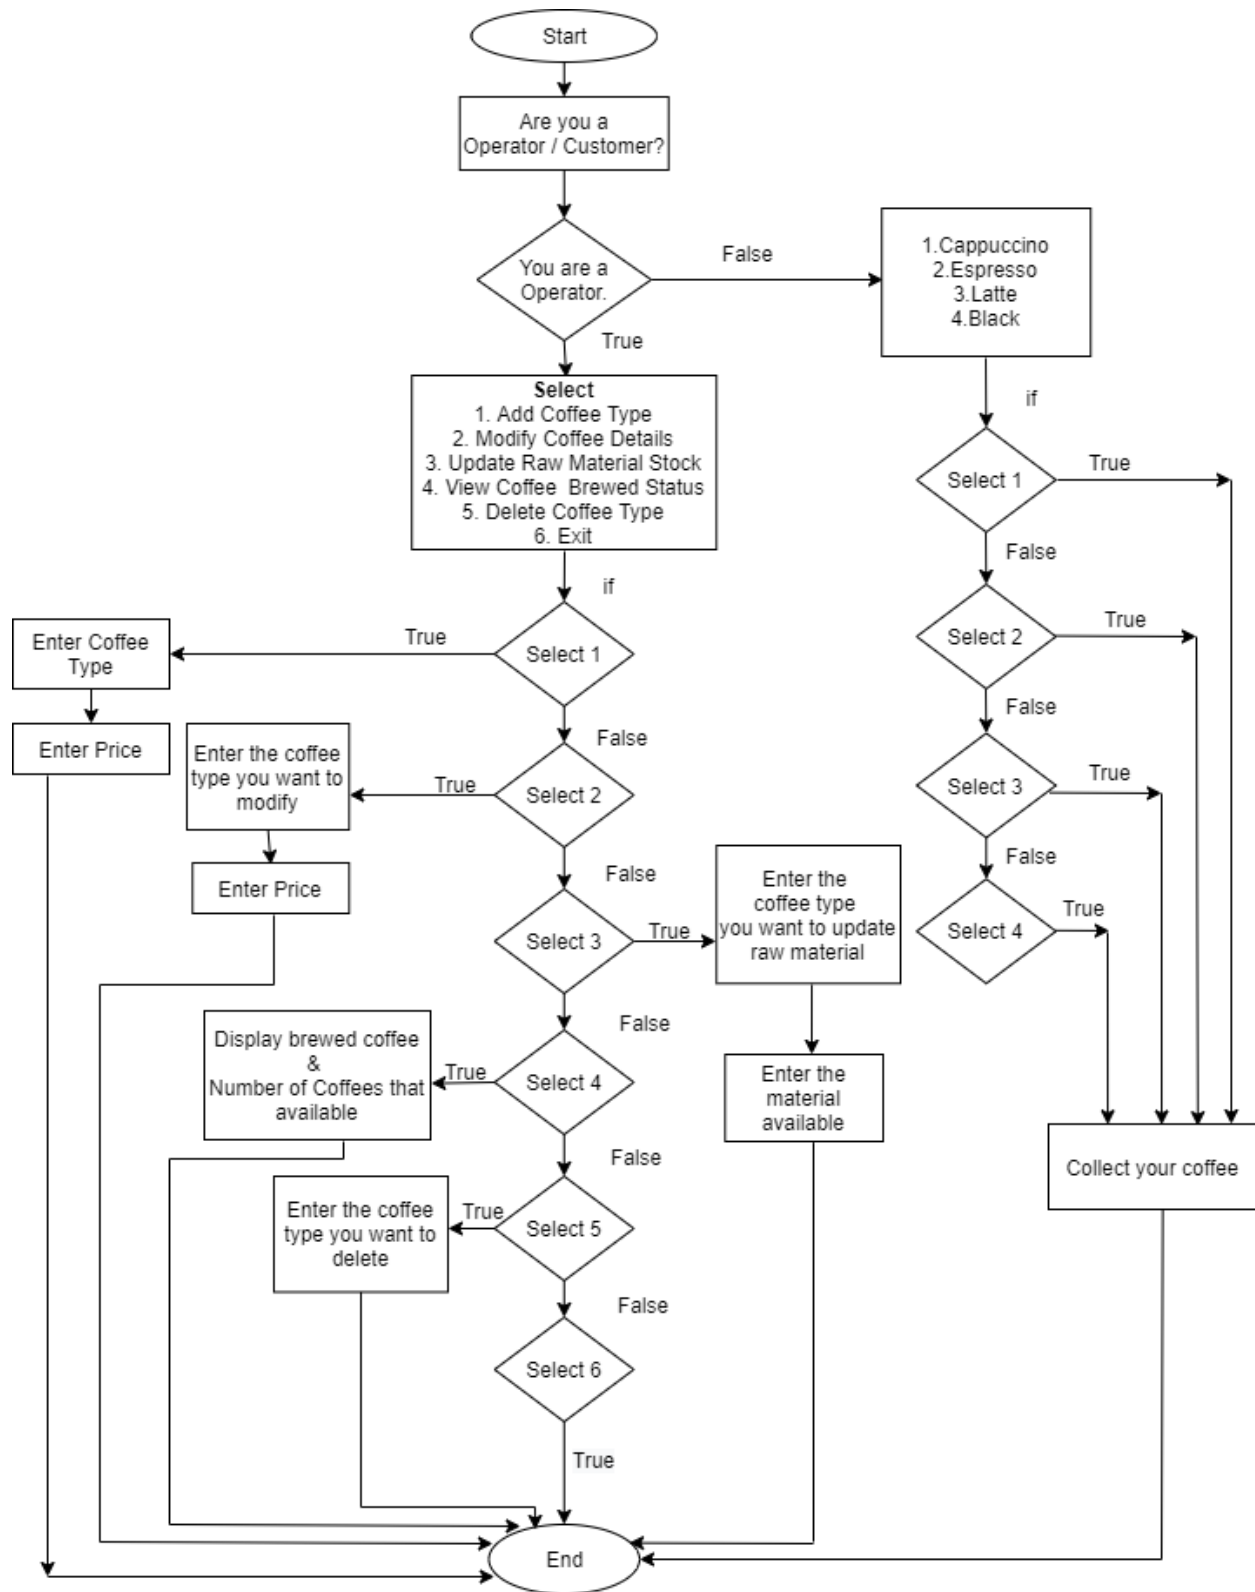 Start
Are you a
Operator / Customer?
You are a
Operator.
False
True
1.Cappuccino
2.Espresso
3.Latte
4.Black
Select
1. Add Coffee Type
2. Modify Coffee Details
3. Update Raw Material Stock
4. View Coffee Brewed Status
5. Delete Coffee Type
6. Exit
if
Select 1
True
False
Enter Coffee
Type
Enter Price
Select 2
True
False
Enter the coffee
type you want to
modify
Enter Price
Select 3
True
False
Enter the
coffee type
you want to update
raw material
Enter the
material
available
Select 4
True
False
Display brewed coffee
&
Number of Coffees that
available
Select 5
True
False
Enter the coffee
type you want to
delete
Select 6
True
if
Select 1
True
False
Select 2
True
False
Select 3
True
False
Select 4
True
Collect your coffee
End